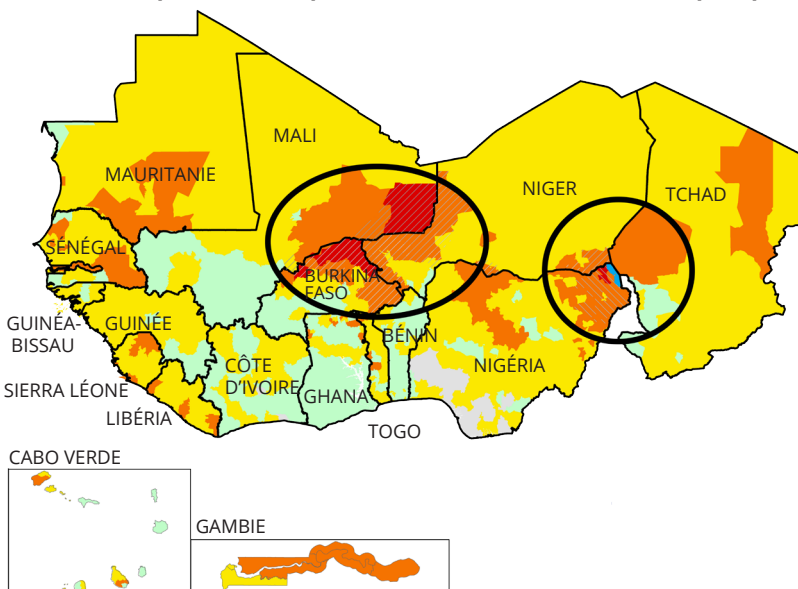 MALI
MAURITANIE
NIGER
TCHAD
SÉNÉGAL
BURKINA
FASO
GUINÉA-
BISSAU
GUINÉE
BÉNIN
CÔTE
D'IVOIRE
NIGÉRIA
SIERRA LÉONE
GHANA
LIBÉRIA
TOGO
CABO VERDE
GAMBIE